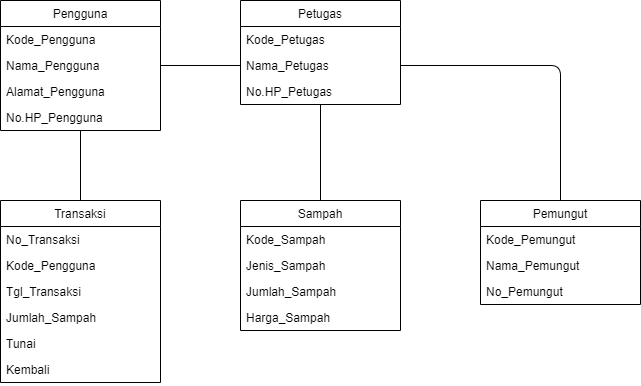 Pengguna
Kode_Pengguna
Nama_Pengguna
Alamat_Pengguna
No.HP_Pengguna
Petugas
Kode_Petugas
Nama_Petugas
No.HP_Petugas
Transaksi
No_Transaksi
Kode_Pengguna
Tgl_Transaksi
Jumlah_Sampah
Tunai
Kembali
Sampah
Kode_Sampah
Jenis_Sampah
Jumlah_Sampah
Harga_Sampah
Pemungut
Kode_Pemungut
Nama_Pemungut
No_Pemungut